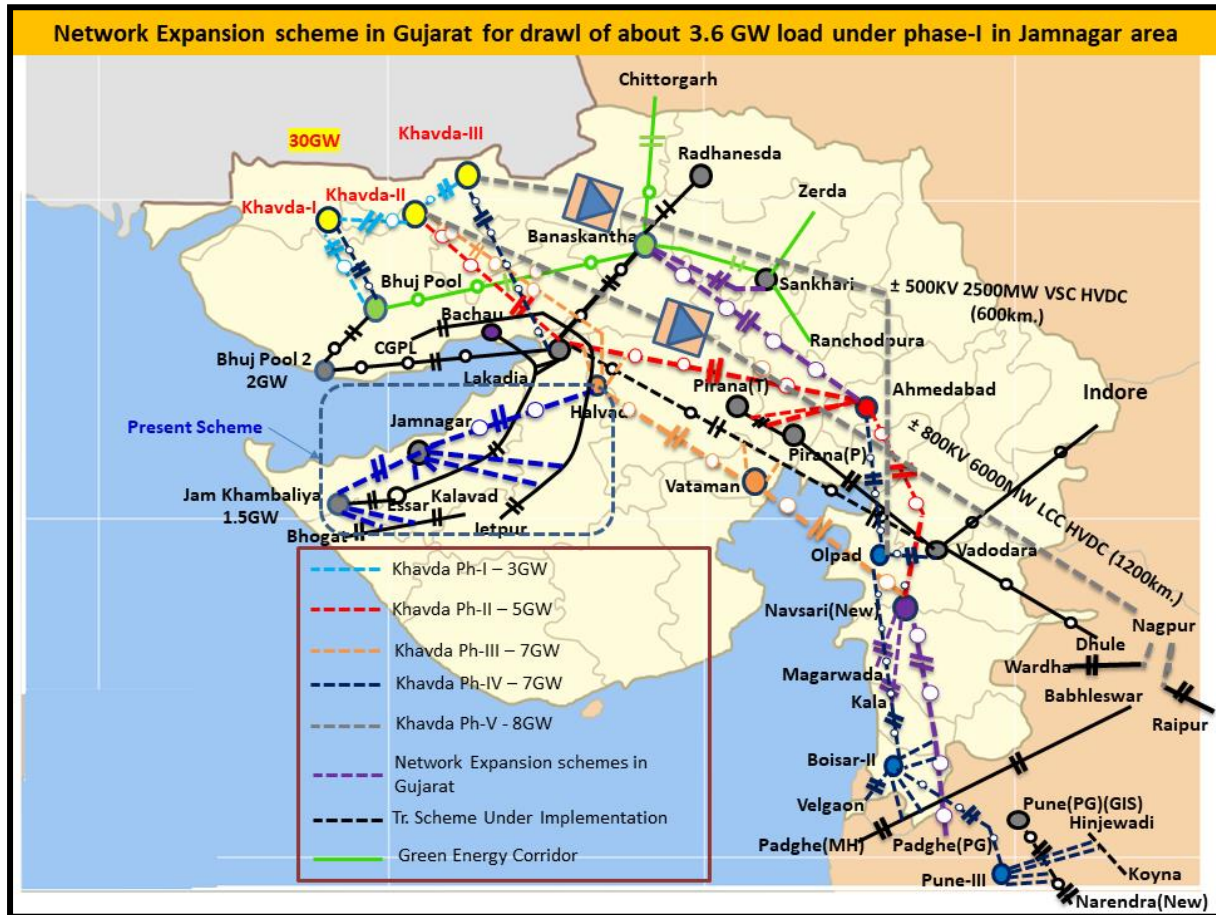 Network Expansion scheme in Gujarat for drawl of about 3.6 GW load under phase-I in Jamnagar area
Chittorgarh
30GW
Khavda-III
Radhanesda
Khavda-II
Zerda
Khavda-I
Banaskantha
Bhuj Pool
Sankhari
± 500KV 2500MW VSC HVDC
(600km.)
Bachau
Ranchodpura
CGPL
Bhuj Pool 2
2GW
Lakadia
Pirana(T)
Ahmedabad
Indore
Halvad
Jamnagar
Present Scheme
Pirana(P)
± 800KV 6000MW LCC HVDC (1200km.)
Vataman
Jam Khambaliya
1.5GW
Essar
Kalavad
Jetpur
Bhogat
Olpad
Vadodara
Khavda Ph-I – 3GW
Khavda Ph-II – 5GW
Khavda Ph-III – 7GW
Khavda Ph-IV – 7GW
Khavda Ph-V - 8GW
Network Expansion schemes in
Gujarat
Tr. Scheme Under Implementation
Green Energy Corridor
Navsari(New)
Nagpur
Dhule
Wardha
Magarwada
Babhleswar
Kala
Raipur
Boisar-II
Velgaon
Pune(PG)(GIS)
Hinjewadi
Padghe(MH)
Padghe(PG)
Pune-III
Koyna
Narendra(New)